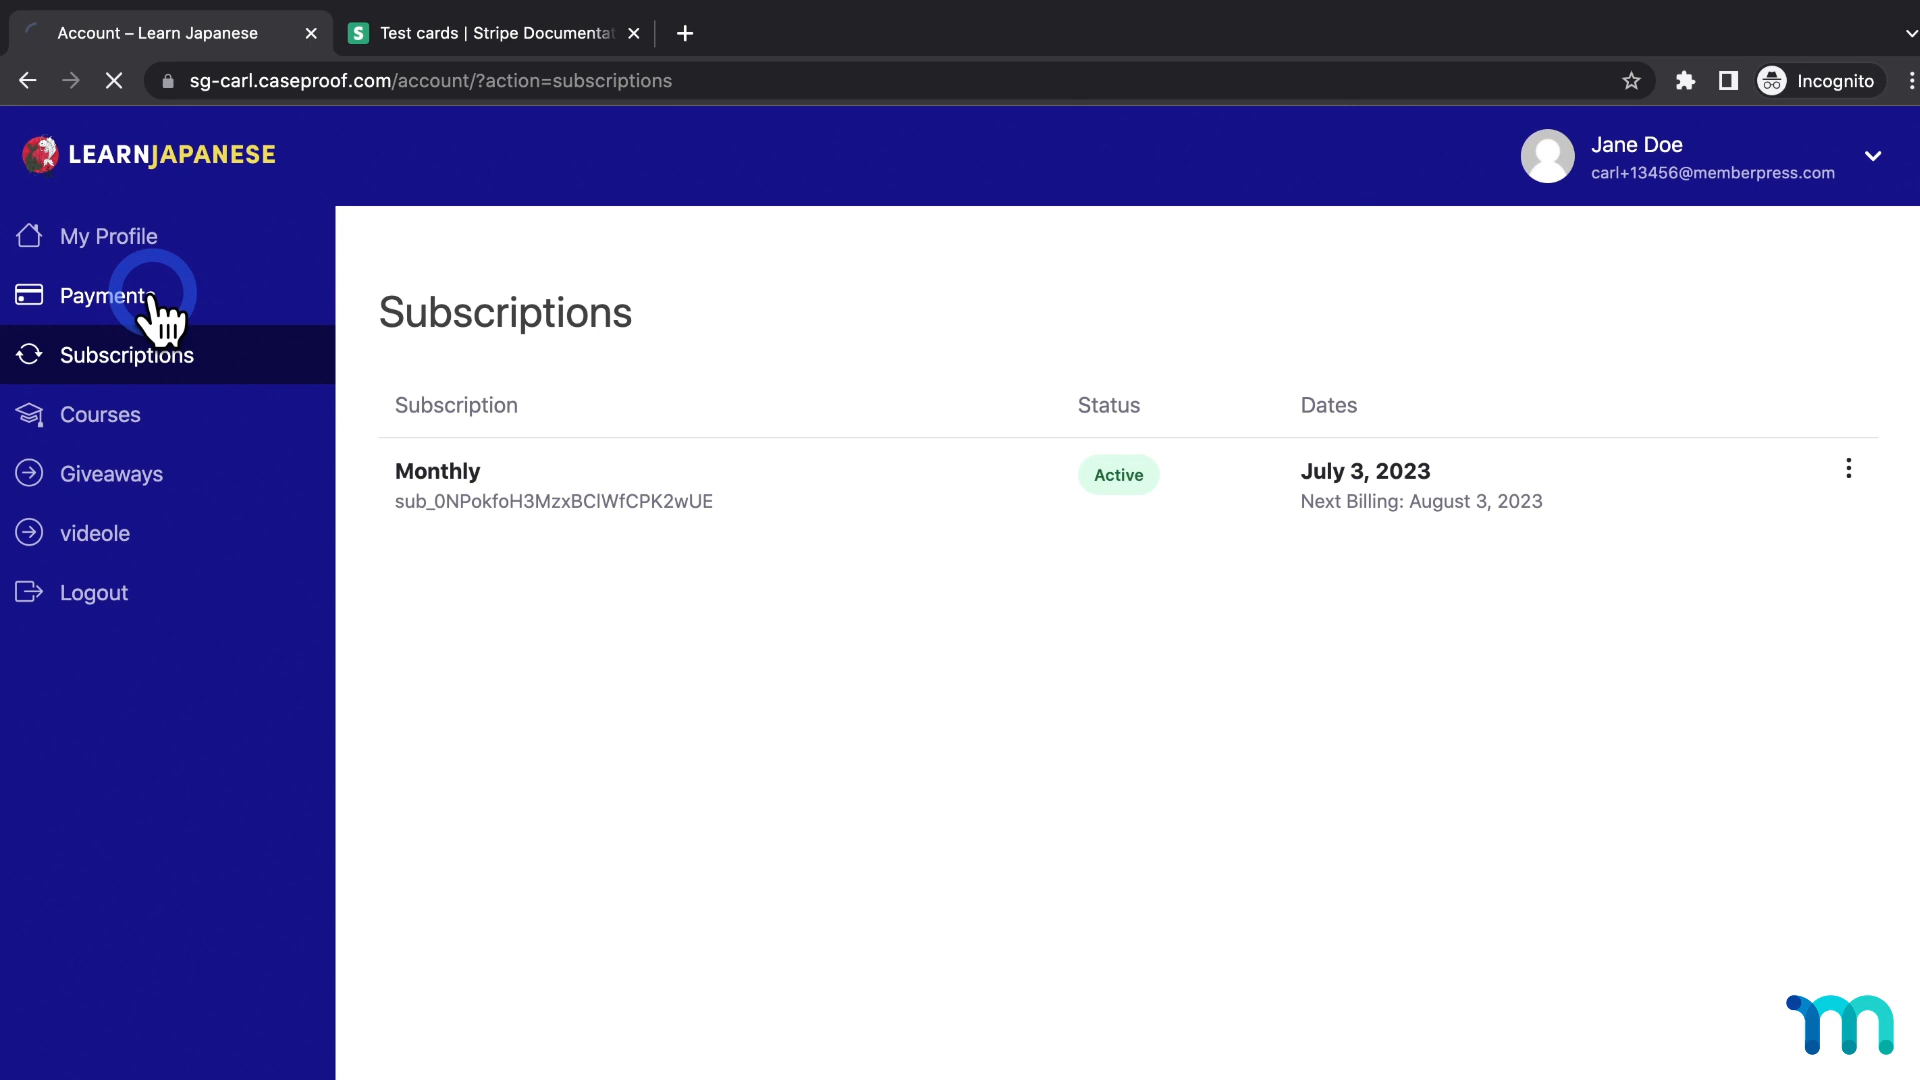 Account – Learn Japanese
S Test cards | Stripe Documentat
sg-carl.caseproof.com/account/?action=subscriptions
Incognito
LEARNJAPANESE
Jane Doe
carl+13456@memberpress.com
My Profile
Payments
Subscriptions
Courses
Giveaways
videole
Logout
Subscriptions
Subscription Status Dates
Monthly Active July 3, 2023
sub_0NPokfoH3MzxBClWfCPK2wUE Next Billing: August 3, 2023
m